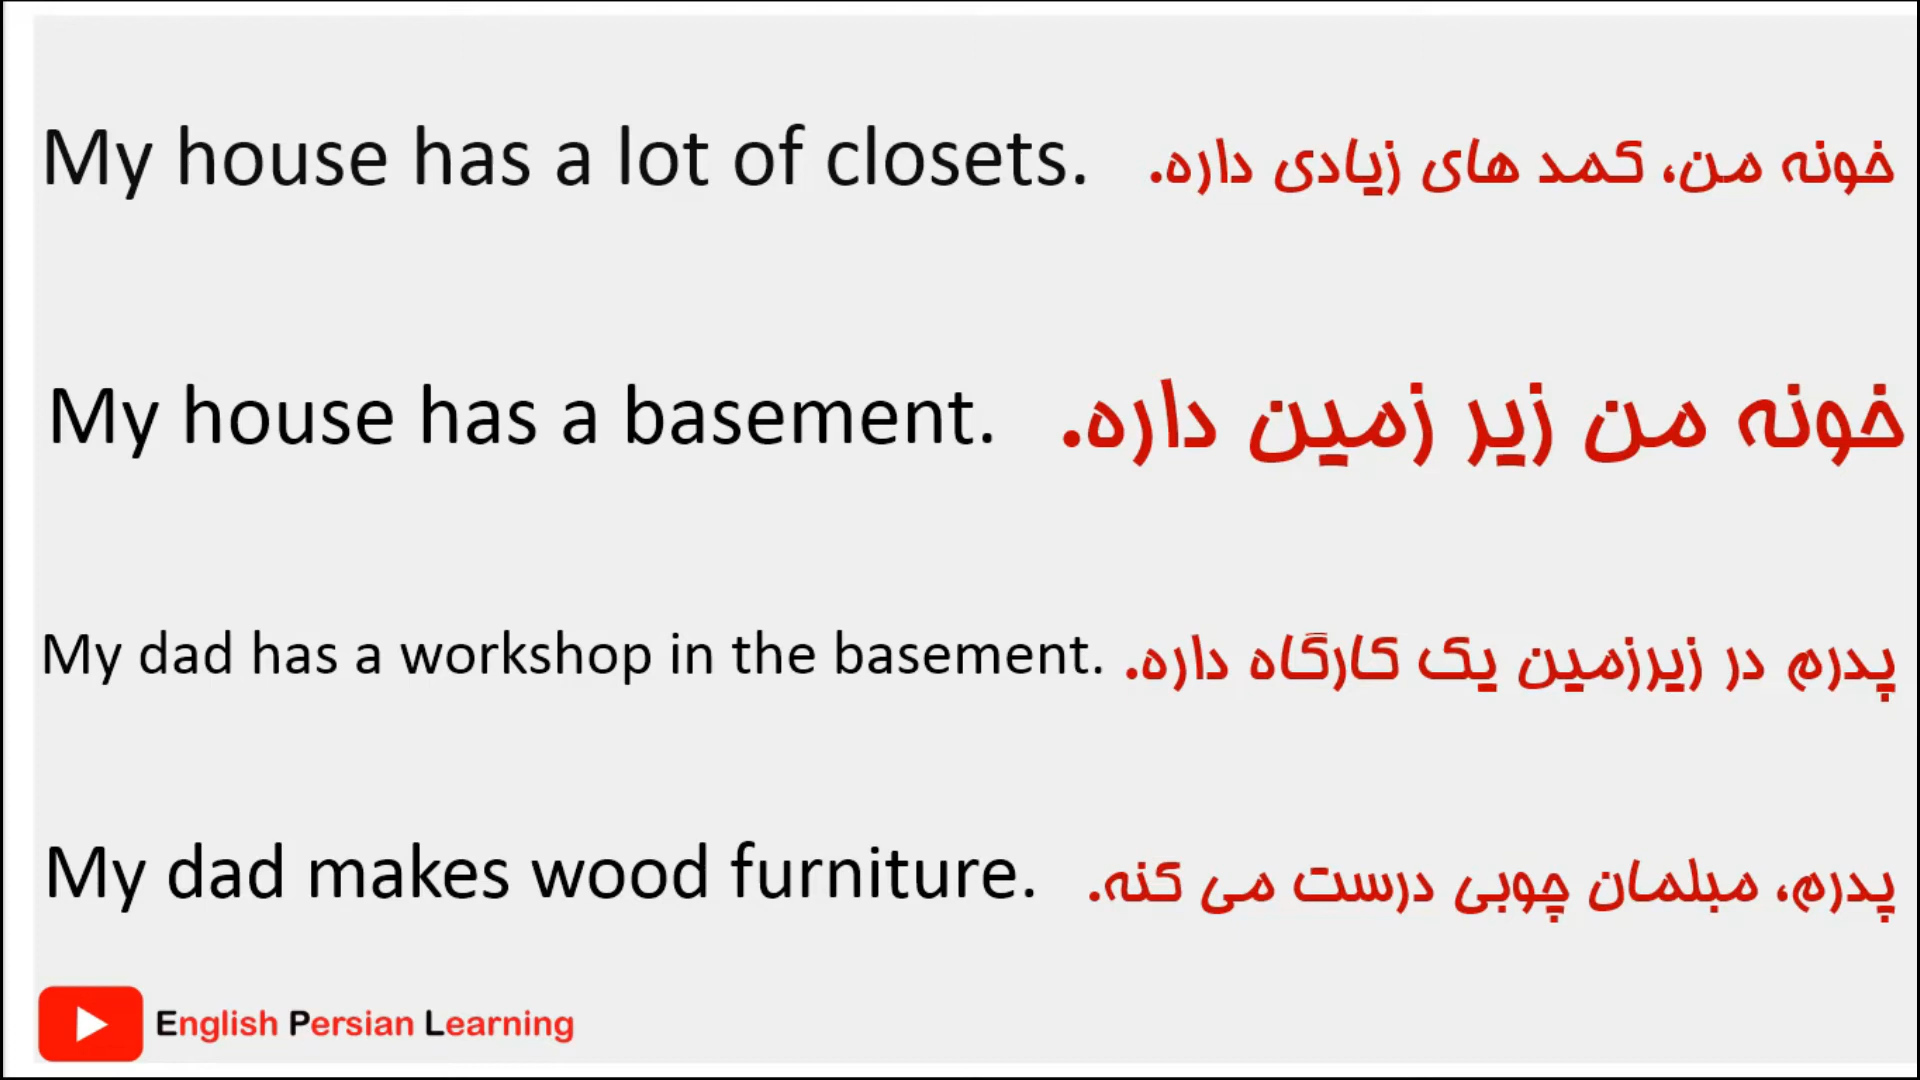 My house has a lot of closets. خونه من، کمد های زیادی داره.
My house has a basement. خونه من زیر زمین داره.
My dad has a workshop in the basement. پدرم در زیرزمین یک کارگاه داره.
My dad makes wood furniture. پدرم، مبلمان چوبی درست می کنه.
English Persian Learning